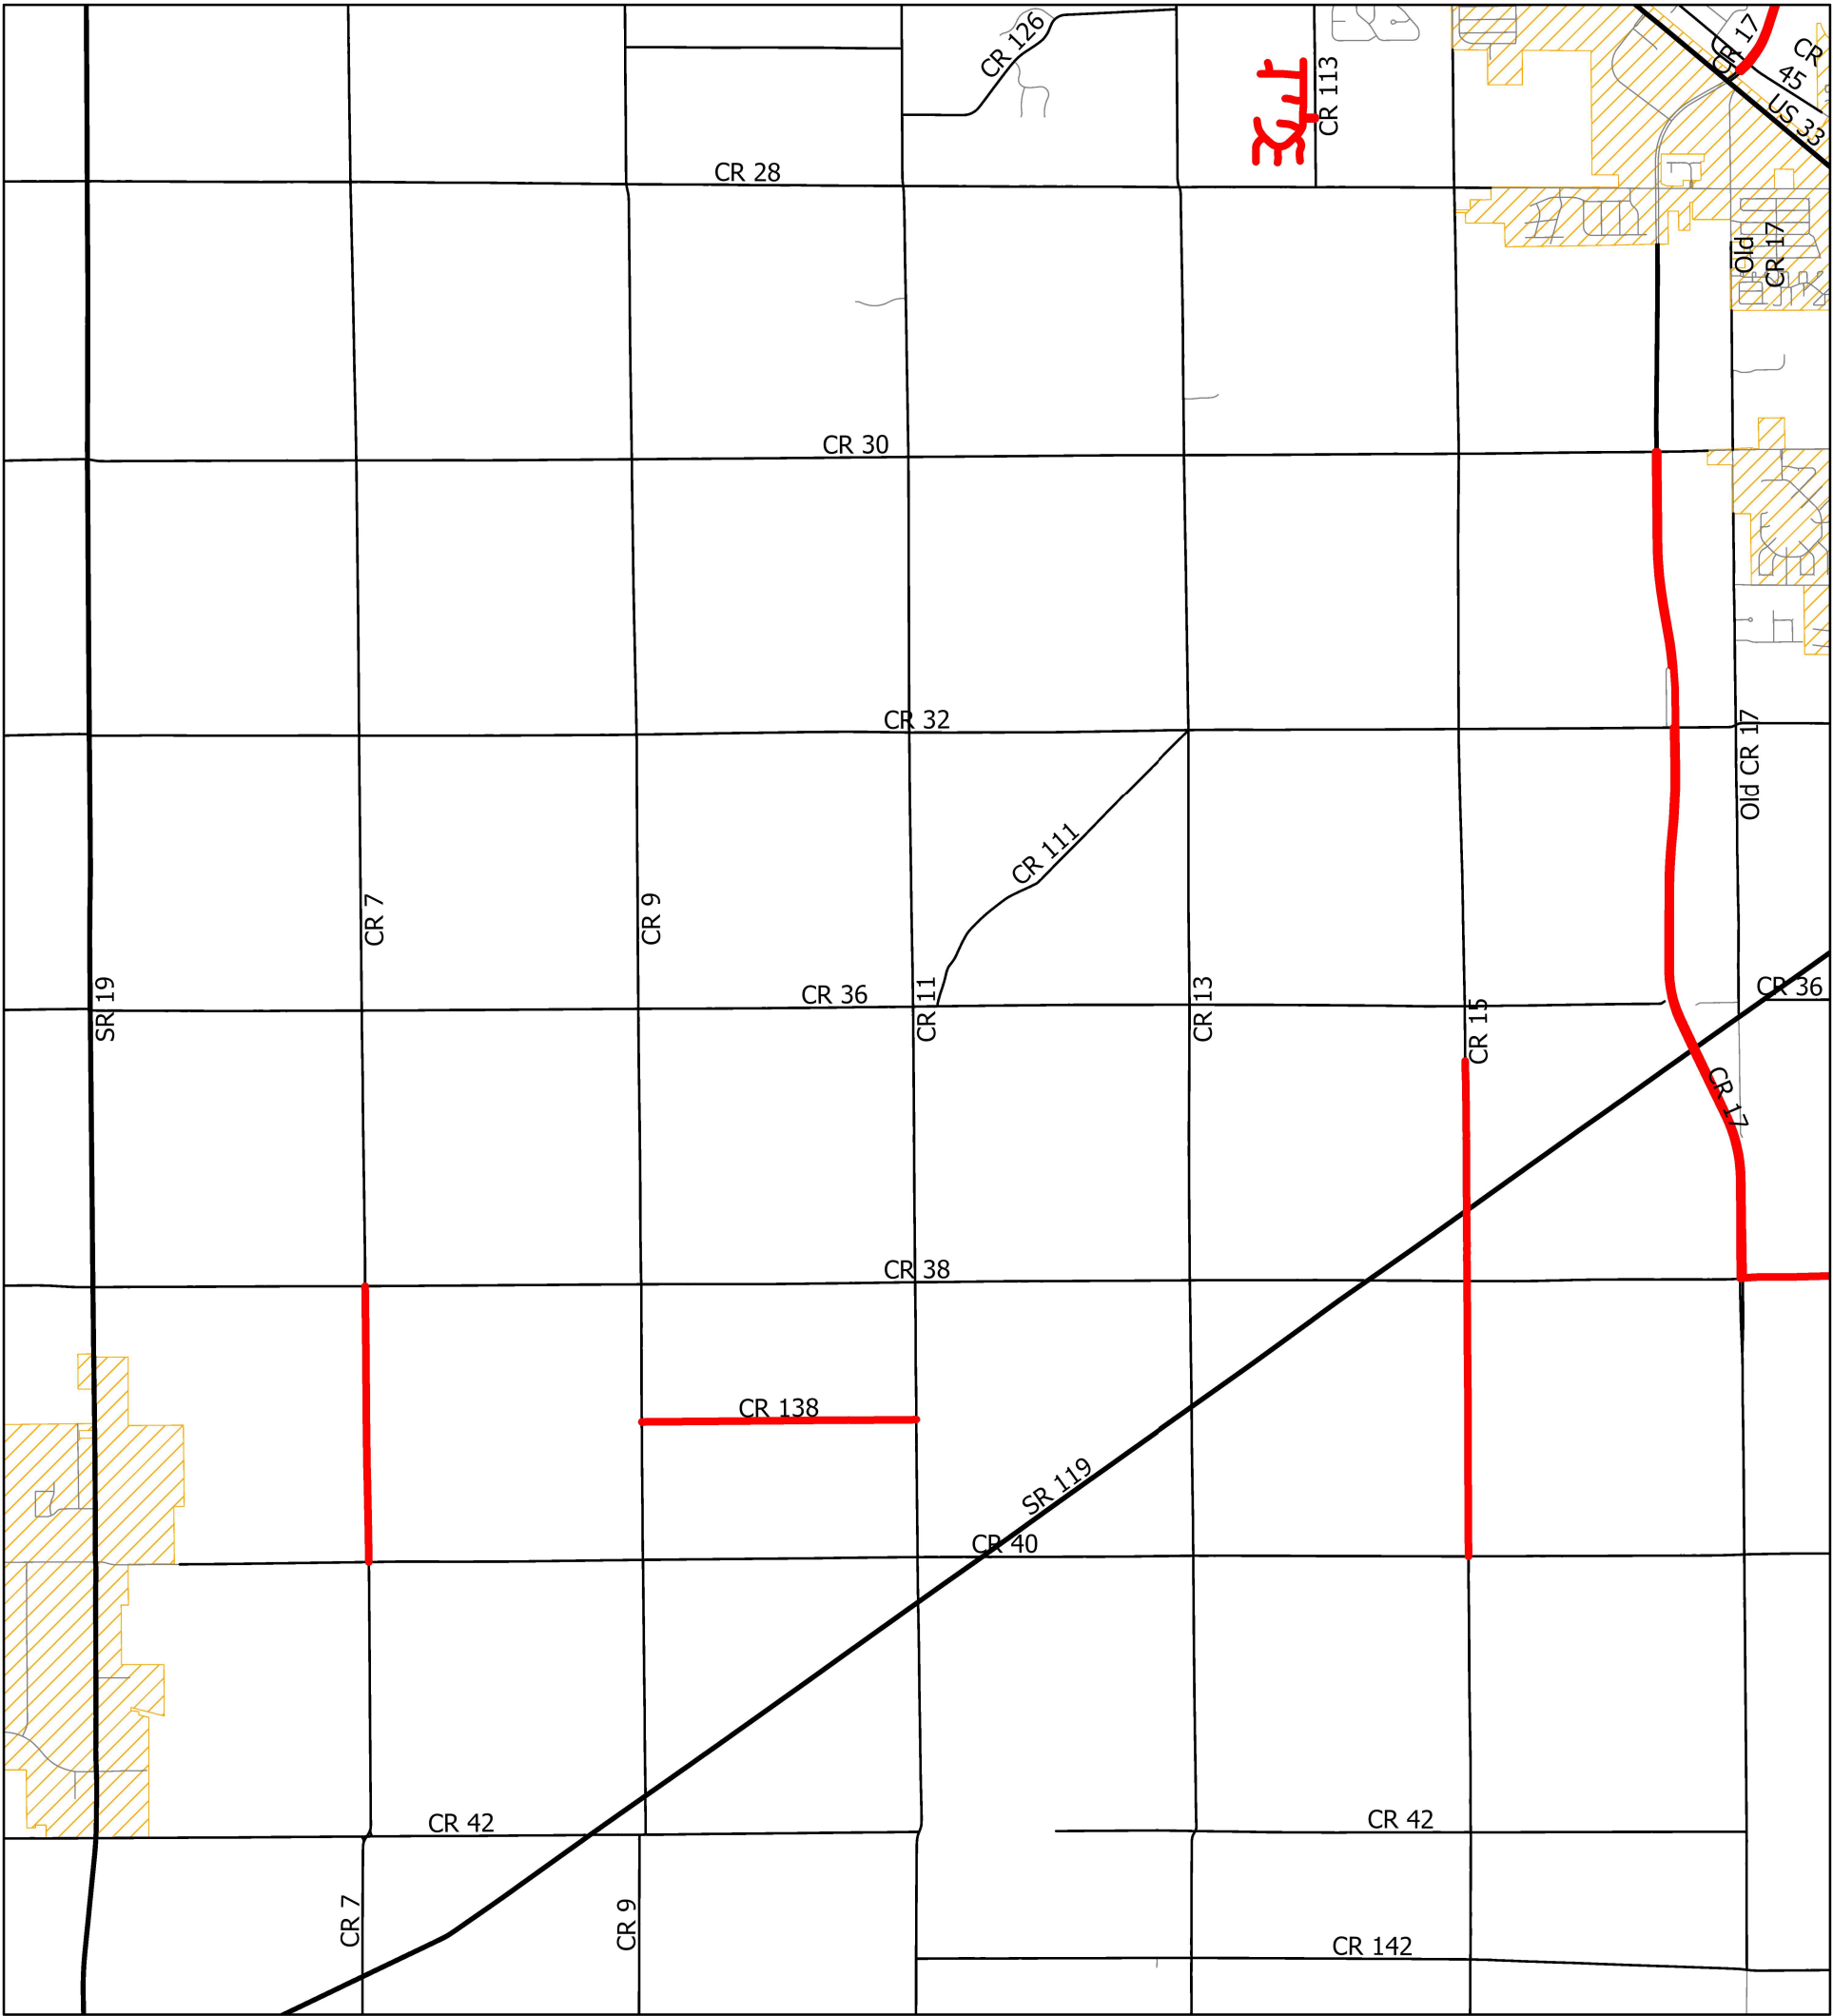 CR 126
CR 17
CR
45
US 33
CR 113
CR 28
Old
CR 17
CR 30
CR 32
Old CR 17
CR 111
CR 7
CR 9
SR 19
CR 36
CR 11
CR 13
CR 15
CR 36
CR 17
CR 38
CR 138
SR 119
CR 40
CR 42
CR 42
CR 7
CR 9
CR 142